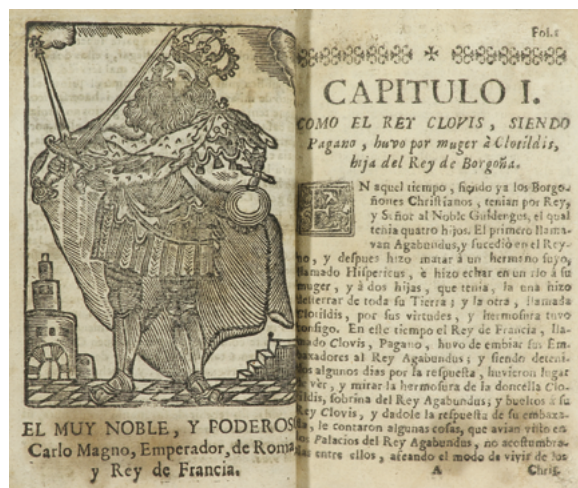 EL MUY NOBLE, Y PODEROSO
Carlo Magno, Emperador, de Roma,
y Rey de Francia.
Fol.1
CAPITULO I.
COMO EL REY CLOVIS, SIENDO
Pagano, huvo por muger à Clotildis,
hija del Rey de Borgoña.
EN aquel tiempo, siendo ya los Borgo-
ñones Christianos, tenian por Rey,
y Señor al Noble Guldengos, el qual
tenia quatro hijos. El primero llama-
van Agabundus, y sucediò en el Rey-
no, y despues hizo matar à un hermano suyo,
llamado Hispericus, è hizo echar en un rio à su
muger, y à dos hijas, que tenia, la una hizo
desterrar de toda su Tierra; y la otra, llamada
Clotildis, por sus virtudes, y hermosura tuvo
consigo. En este tiempo el Rey de Francia, lla-
mado Clovis, Pagano, huvo de embiar sus Em-
baxadores al Rey Agabundus; y siendo deteni-
dos algunos dias por la respuesta, huvieron lugar
de vèr, y mirar la hermosura de la doncella Clo-
tildis, sobrina del Rey Agabundus; y bueltos à su
Rey Clovis, y dadole la respuesta de su embaxa-
da, le contaron algunas cosas, que avian visto en
los Palacios del Rey Agabundus, no acostumbra-
das entre ellos, afeando el modo de vivir de los
A Chris-